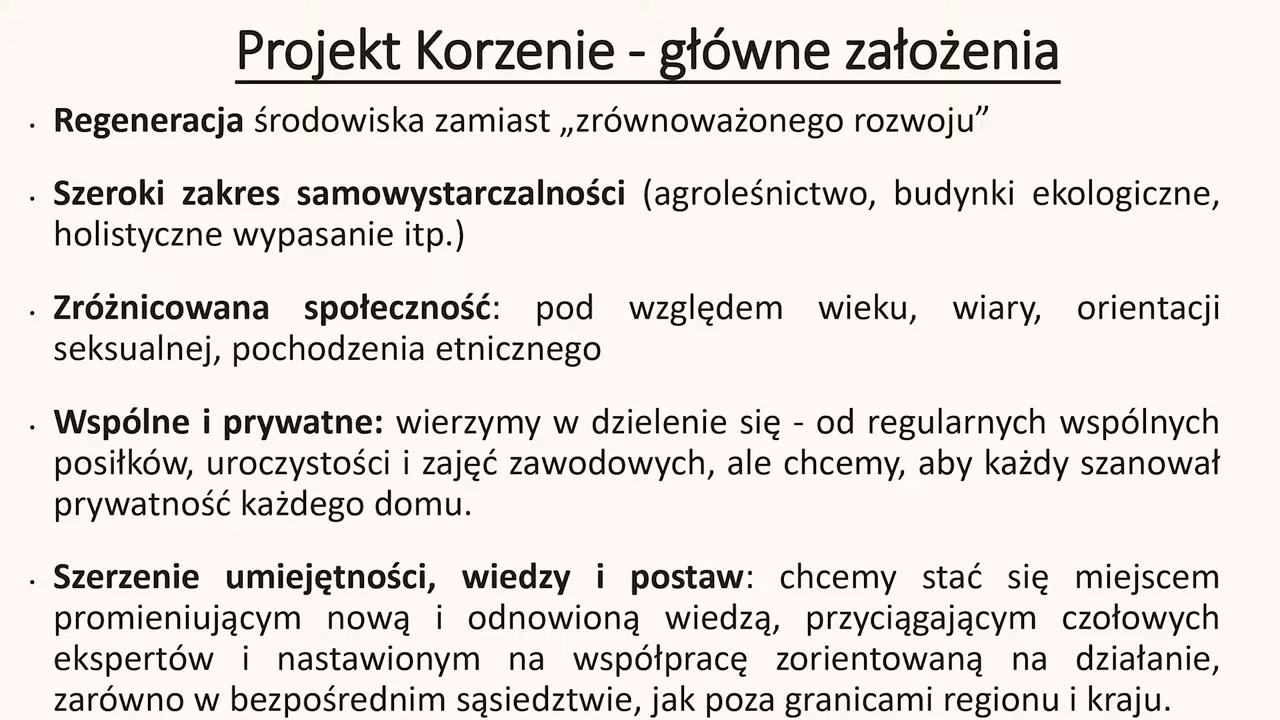 Projekt Korzenie - główne założenia
• Regeneracja środowiska zamiast „zrównoważonego rozwoju”
• Szeroki zakres samowystarczalności (agroleśnictwo, budynki ekologiczne,
holistyczne wypasanie itp.)
• Zróżnicowana społeczność: pod względem wieku, wiary, orientacji
seksualnej, pochodzenia etnicznego
• Wspólne i prywatne: wierzymy w dzielenie się - od regularnych wspólnych
posiłków, uroczystości i zajęć zawodowych, ale chcemy, aby każdy szanował
prywatność każdego domu.
• Szerzenie umiejętności, wiedzy i postaw: chcemy stać się miejscem
promieniującym nową i odnowioną wiedzą, przyciągającym czołowych
ekspertów i nastawionym na współpracę zorientowaną na działanie,
zarówno w bezpośrednim sąsiedztwie, jak poza granicami regionu i kraju.